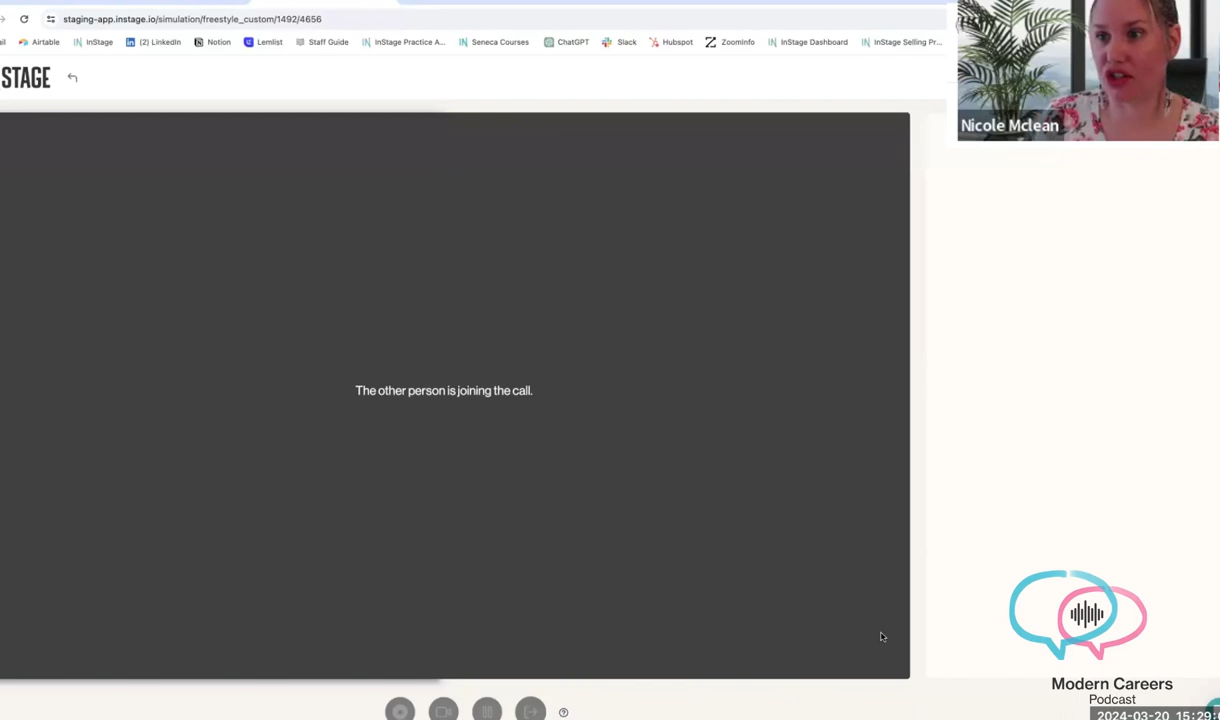 staging-app.instage.io/simulation/freestyle_custom/1492/4656
Airtable InStage (2) LinkedIn Notion Lemlist Staff Guide InStage Practice A... Seneca Courses ChatGPT Slack Hubspot ZoomInfo InStage Dashboard InStage Selling Pr...
STAGE
Nicole Mclean
The other person is joining the call.
Modern Careers
Podcast
2024-03-20 15:29: